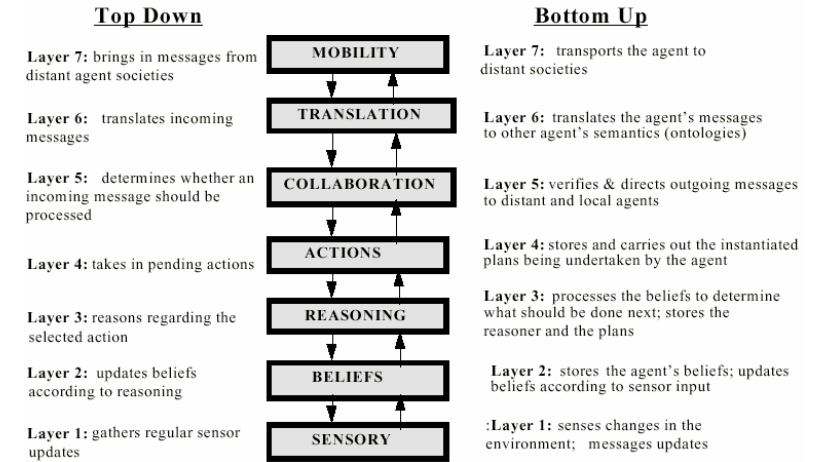 Top Down
Bottom Up
Layer 7: brings in messages from
distant agent societies
MOBILITY
Layer 7: transports the agent to
distant societies
Layer 6: translates incoming
messages
TRANSLATION
Layer 6: translates the agent's messages
to other agent's semantics (ontologies)
Layer 5: determines whether an
incoming message should be
processed
COLLABORATION
Layer 5: verifies & directs outgoing messages
to distant and local agents
Layer 4: takes in pending actions
ACTIONS
Layer 4: stores and carries out the instantiated
plans being undertaken by the agent
Layer 3: reasons regarding the
selected action
REASONING
Layer 3: processes the beliefs to determine
what should be done next; stores the
reasoner and the plans
Layer 2: updates beliefs
according to reasoning
BELIEFS
Layer 2: stores the agent's beliefs; updates
beliefs according to sensor input
Layer 1: gathers regular sensor
updates
SENSORY
:Layer 1: senses changes in the
environment; messages updates